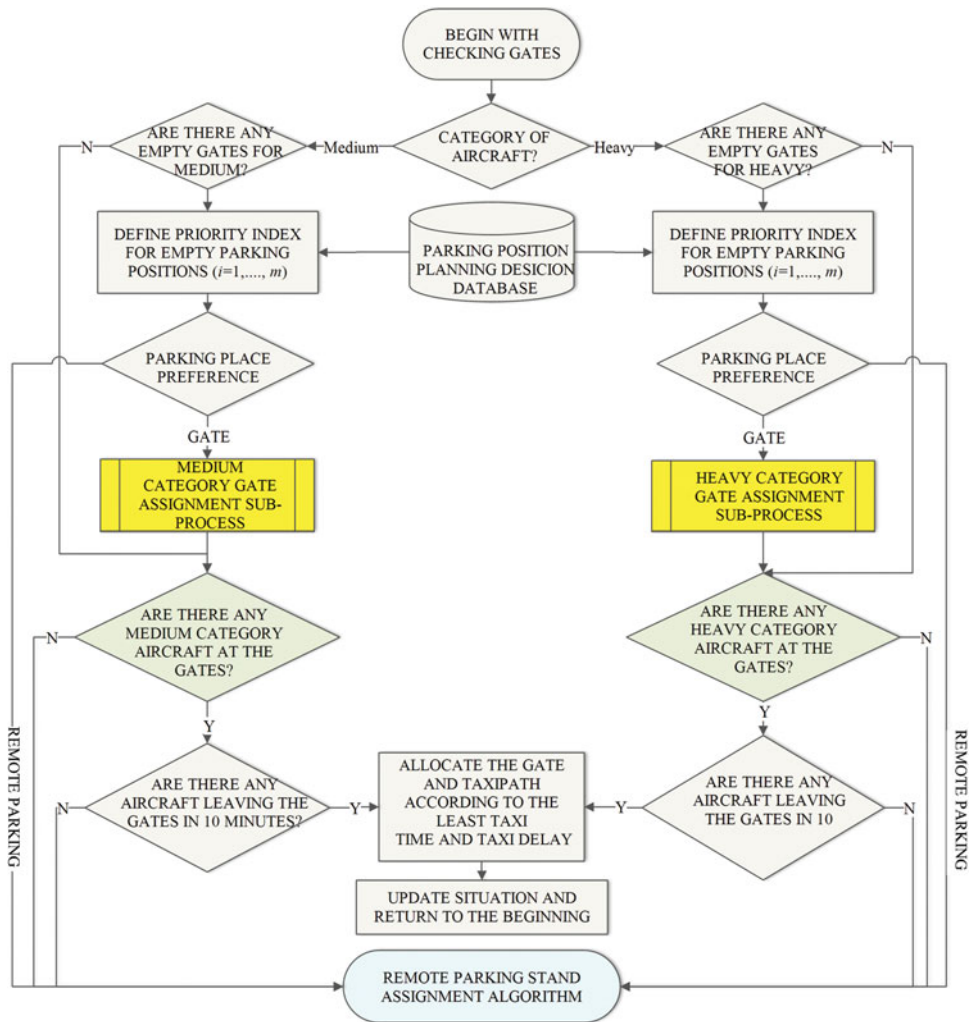 BEGIN WITH
CHECKING GATES
ARE THERE ANY
EMPTY GATES FOR
MEDIUM?
N
Medium
CATEGORY OF
AIRCRAFT?
Heavy
ARE THERE ANY
EMPTY GATES
FOR HEAVY?
N
DEFINE PRIORITY INDEX
FOR EMPTY PARKING
POSITIONS (i=1,...., m)
PARKING POSITION
PLANNING DESICION
DATABASE
DEFINE PRIORITY INDEX
FOR EMPTY PARKING
POSITIONS (i=1,...., m)
PARKING PLACE
PREFERENCE
PARKING PLACE
PREFERENCE
GATE
GATE
MEDIUM
CATEGORY GATE
ASSIGNMENT SUB-
PROCESS
HEAVY CATEGORY
GATE ASSIGNMENT
SUB-PROCESS
ARE THERE ANY
MEDIUM CATEGORY
AIRCRAFT AT THE
GATES?
N
ARE THERE ANY
HEAVY CATEGORY
AIRCRAFT AT THE
GATES?
N
Y
Y
REMOTE PARKING
REMOTE PARKING
ARE THERE ANY
AIRCRAFT LEAVING THE
GATES IN 10 MINUTES?
N
Y
ALLOCATE THE GATE
AND TAXIPATH
ACCORDING TO THE
LEAST TAXI
TIME AND TAXI DELAY
Y
ARE THERE ANY
AIRCRAFT LEAVING
THE GATES IN 10
N
UPDATE SITUATION AND
RETURN TO THE BEGINNING
REMOTE PARKING STAND
ASSIGNMENT ALGORITHM